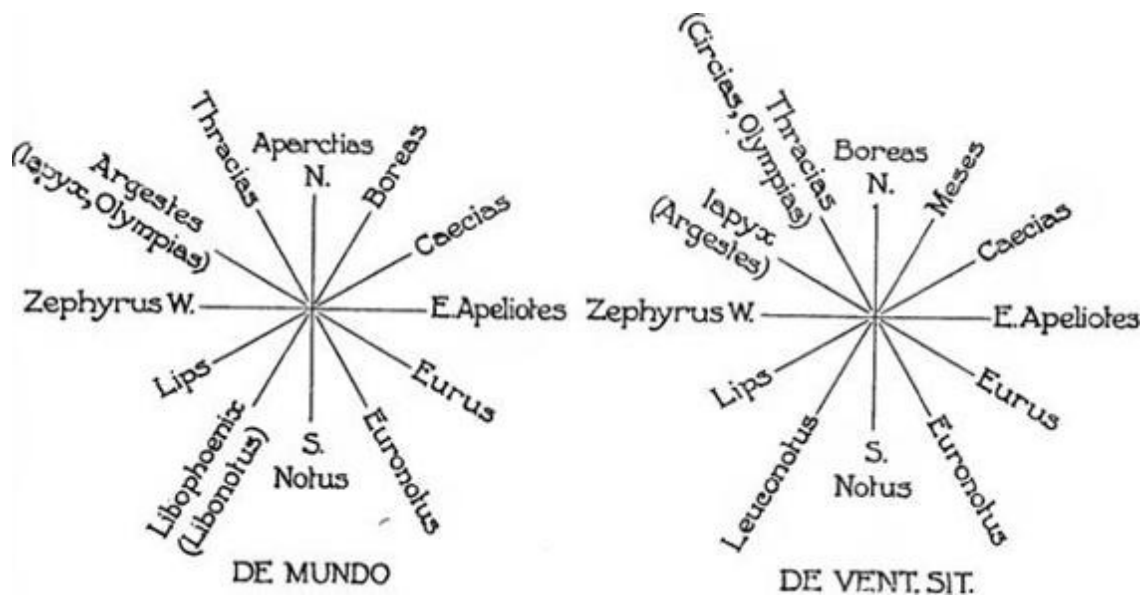 Thracias
Aparctias
N.
Boreas
Argestes
(Iapyx, Olympias)
Caecias
Zephyrus W.
E. Apeliotes
Lips
Eurus
Libophoenix
(Libonotus)
S.
Notus
Euronotus
DE MUNDO
(Circias, Olympias)
Thracias
Boreas
N.
Meses
Iapyx
(Argestes)
Caecias
Zephyrus W.
E. Apeliotes
Lips
Eurus
Leuconotus
S.
Notus
Euronotus
DE VENT. SIT.